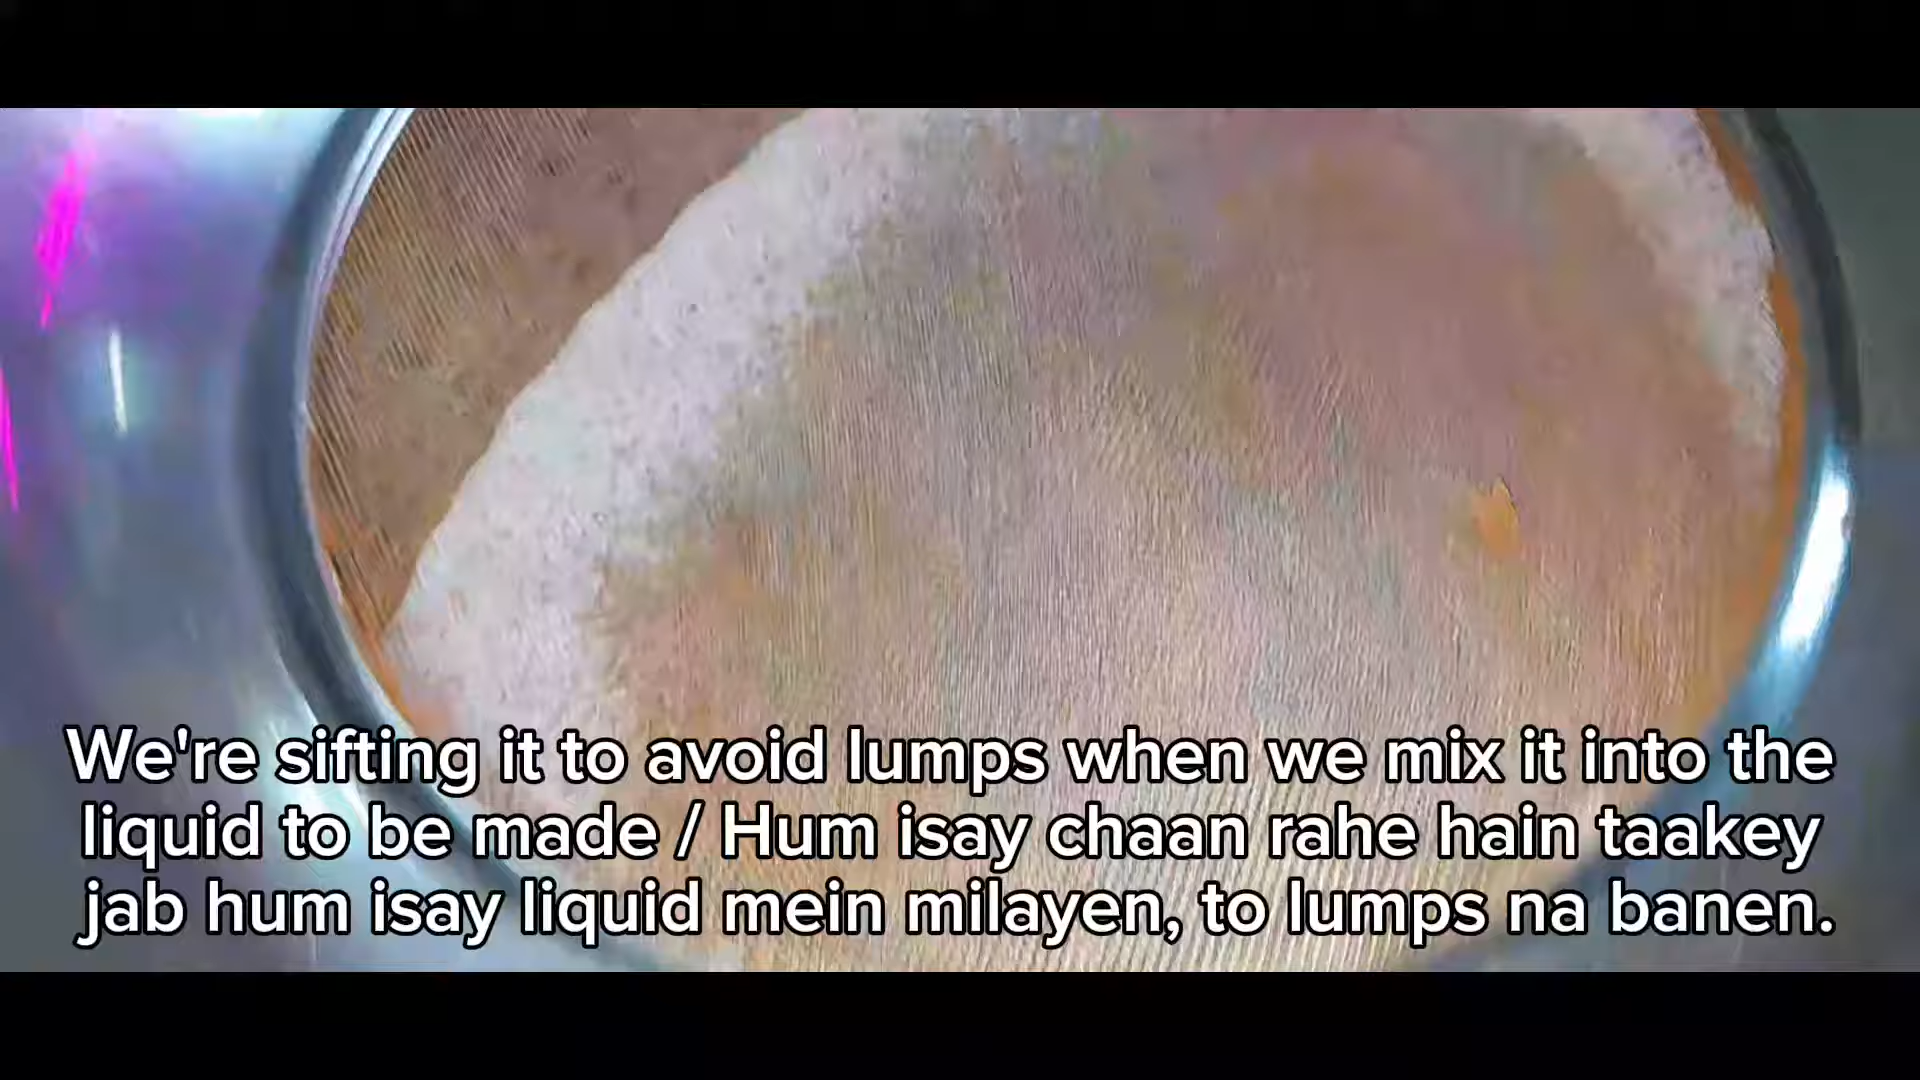 We're sifting it to avoid lumps when we mix it into the
liquid to be made / Hum isay chaan rahe hain taakey
jab hum isay liquid mein milayen, to lumps na banen.